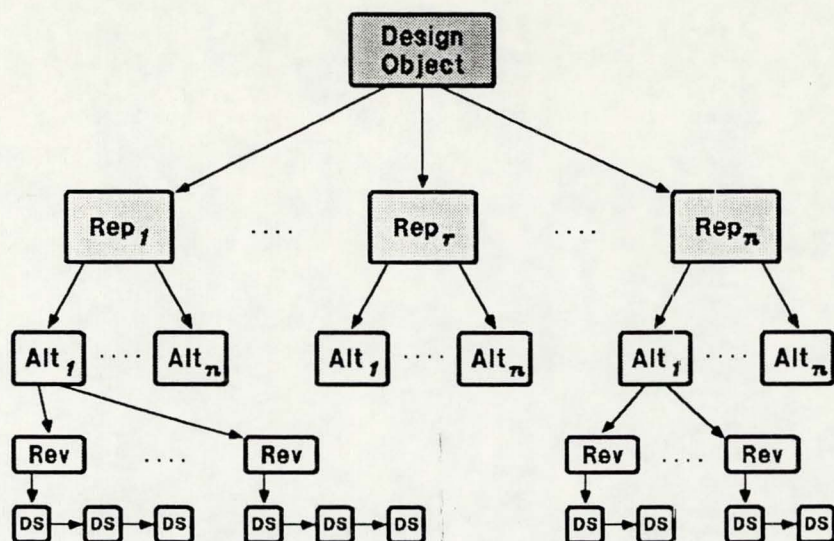 Design
Object
Rep1 .... Repr .... Repn
Alt1 .... Altn Alt1 .... Altn Alt1 .... Altn
Rev .... Rev Rev .... Rev
DS DS DS DS DS DS DS DS DS DS